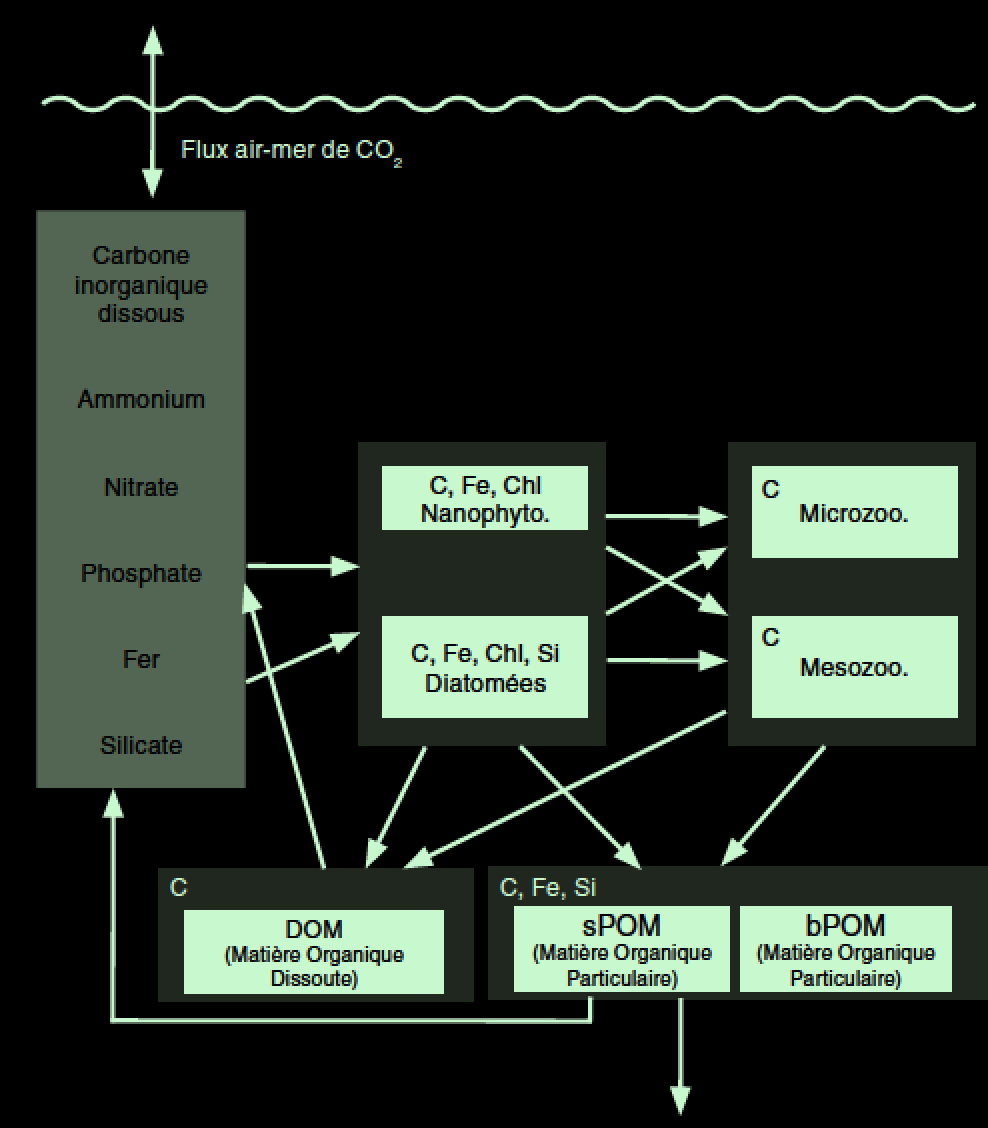 Flux air-mer de CO₂
Carbone
inorganique
dissous
Ammonium
Nitrate
Phosphate
Fer
Silicate
C, Fe, Chl
Nanophyto.
C, Fe, Chl, Si
Diatomées
C
Microzoo.
C
Mesozoo.
C
DOM
(Matière Organique
Dissoute)
C, Fe, Si
sPOM
(Matière Organique
Particulaire)
bPOM
(Matière Organique
Particulaire)